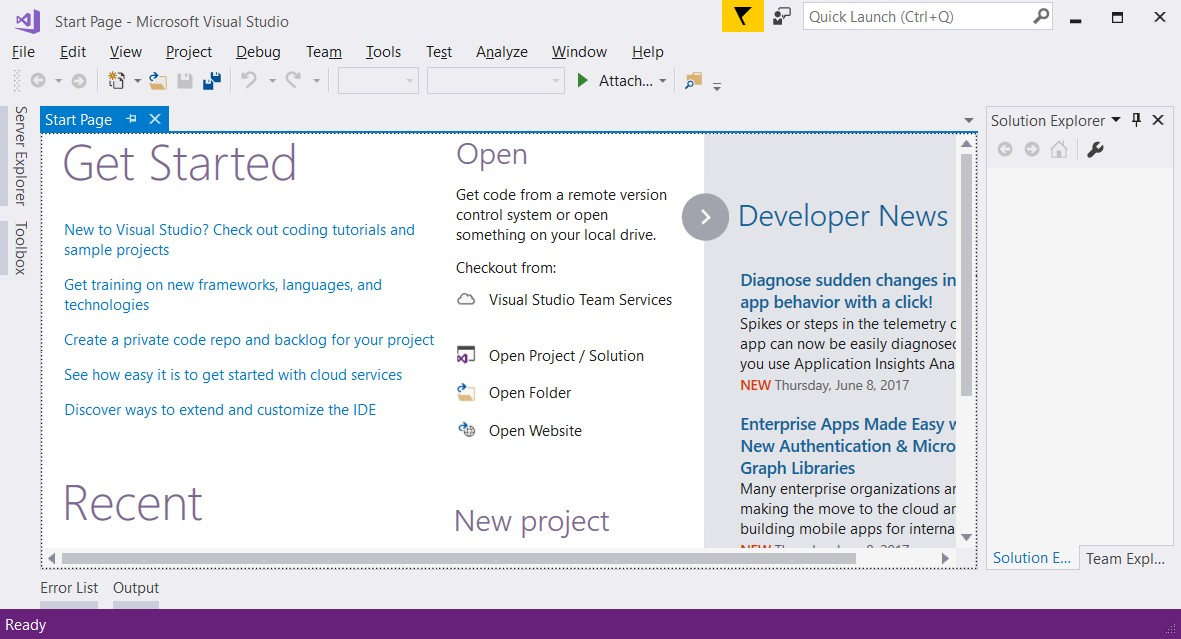 Start Page - Microsoft Visual Studio
Quick Launch (Ctrl+Q)
File Edit View Project Debug Team Tools Test Analyze Window Help
Attach...
Server Explorer
Toolbox
Start Page
Get Started
New to Visual Studio? Check out coding tutorials and
sample projects
Get training on new frameworks, languages, and
technologies
Create a private code repo and backlog for your project
See how easy it is to get started with cloud services
Discover ways to extend and customize the IDE
Recent
Open
Get code from a remote version
control system or open
something on your local drive.
Checkout from:
Visual Studio Team Services
Open Project / Solution
Open Folder
Open Website
New project
Developer News
Diagnose sudden changes in
app behavior with a click!
Spikes or steps in the telemetry
app can now be easily diagnosed
you use Application Insights Ana
NEW Thursday, June 8, 2017
Enterprise Apps Made Easy
New Authentication & Micro
Graph Libraries
Many enterprise organizations ar
making the move to the cloud ar
building mobile apps for interna
NEW Thursday, June 8, 2017
Solution Explorer
Solution E...
Team Expl...
Error List Output
Ready